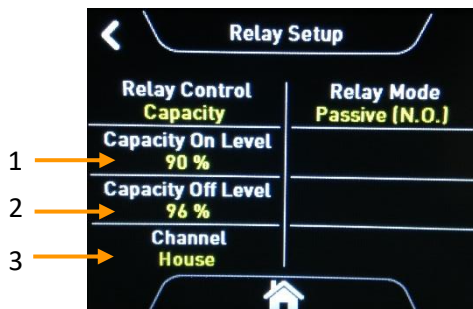 Relay Setup
Relay Control
Capacity
Relay Mode
Passive (N.O.)
1
Capacity On Level
90 %
2
Capacity Off Level
96 %
3
Channel
House